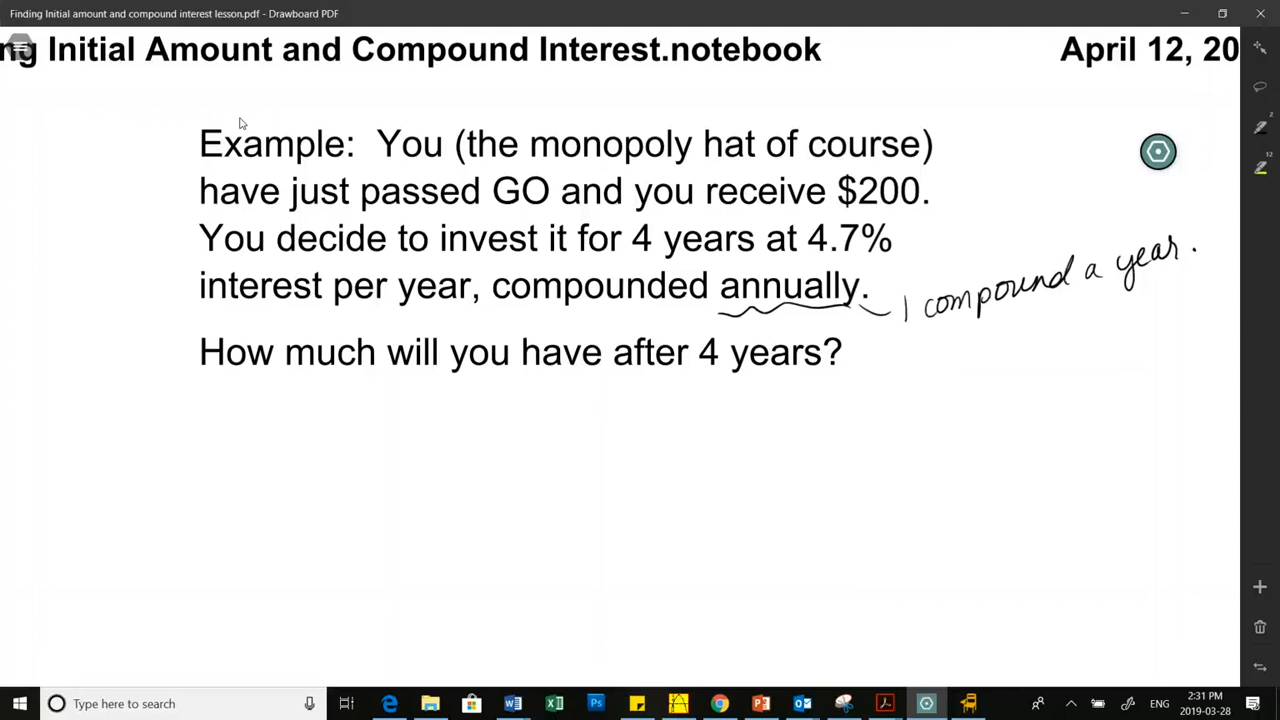 Finding Initial amount and compound interest lesson.pdf - Drawboard PDF
ng Initial Amount and Compound Interest.notebook
April 12, 20
Example: You (the monopoly hat of course)
have just passed GO and you receive $200.
You decide to invest it for 4 years at 4.7%
interest per year, compounded annually.
1 compound a year.
How much will you have after 4 years?
2
12
Type here to search
ENG
2:31 PM
2019-03-28